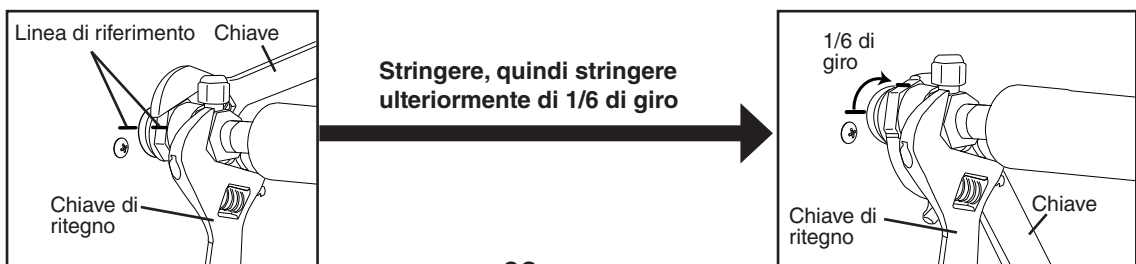 Linea di riferimento
Chiave
Chiave di
ritegno
Stringere, quindi stringere
ulteriormente di 1/6 di giro
1/6 di
giro
Chiave di
ritegno
Chiave